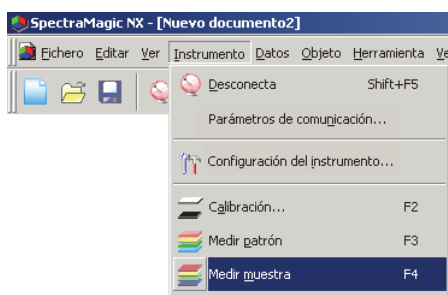 SpectraMagic NX - [Nuevo documento2]
Fichero Editar Ver Instrumento Datos Objeto Herramienta
Desconecta Shift+F5
Parámetros de comunicación...
Configuración del instrumento...
Calibración... F2
Medir patrón F3
Medir muestra F4